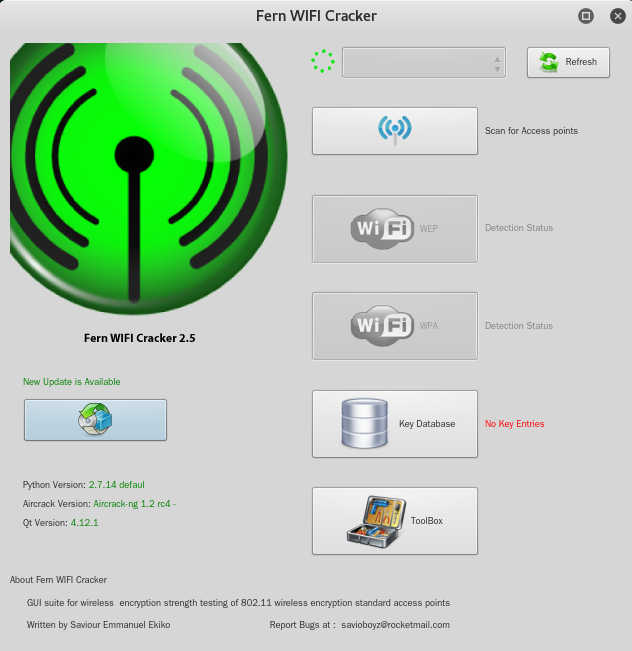 Fern WIFI Cracker
Refresh
Scan for Access points
WiFi WEP
Detection Status
WiFi WPA
Detection Status
Fern WIFI Cracker 2.5
New Update is Available
Key Database
No Key Entries
Python Version: 2.7.14 defaul
Aircrack Version: Aircrack-ng 1.2 rc4 -
Qt Version: 4.12.1
ToolBox
About Fern WIFI Cracker
GUI suite for wireless encryption strength testing of 802.11 wireless encryption standard access points
Written by Saviour Emmanuel Ekiko
Report Bugs at : savioboyz@rocketmail.com